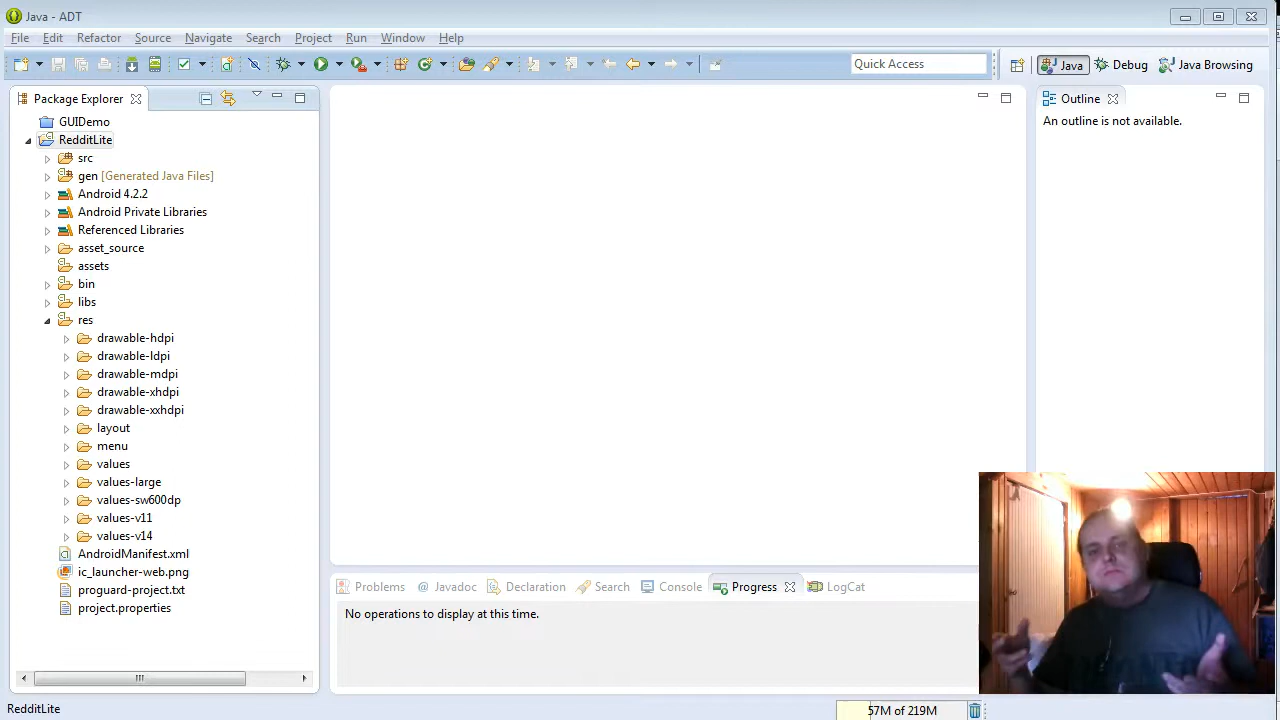 Java - ADT
File Edit Refactor Source Navigate Search Project Run Window Help
Quick Access
Java
Debug
Java Browsing
Package Explorer
GUIDemo
RedditLite
src
gen [Generated Java Files]
Android 4.2.2
Android Private Libraries
Referenced Libraries
asset_source
assets
bin
libs
res
drawable-hdpi
drawable-ldpi
drawable-mdpi
drawable-xhdpi
drawable-xxhdpi
layout
menu
values
values-large
values-sw600dp
values-v11
values-v14
AndroidManifest.xml
ic_launcher-web.png
proguard-project.txt
project.properties
Outline
An outline is not available.
Problems @ Javadoc Declaration Search Console Progress LogCat
No operations to display at this time.
RedditLite
57M of 219M